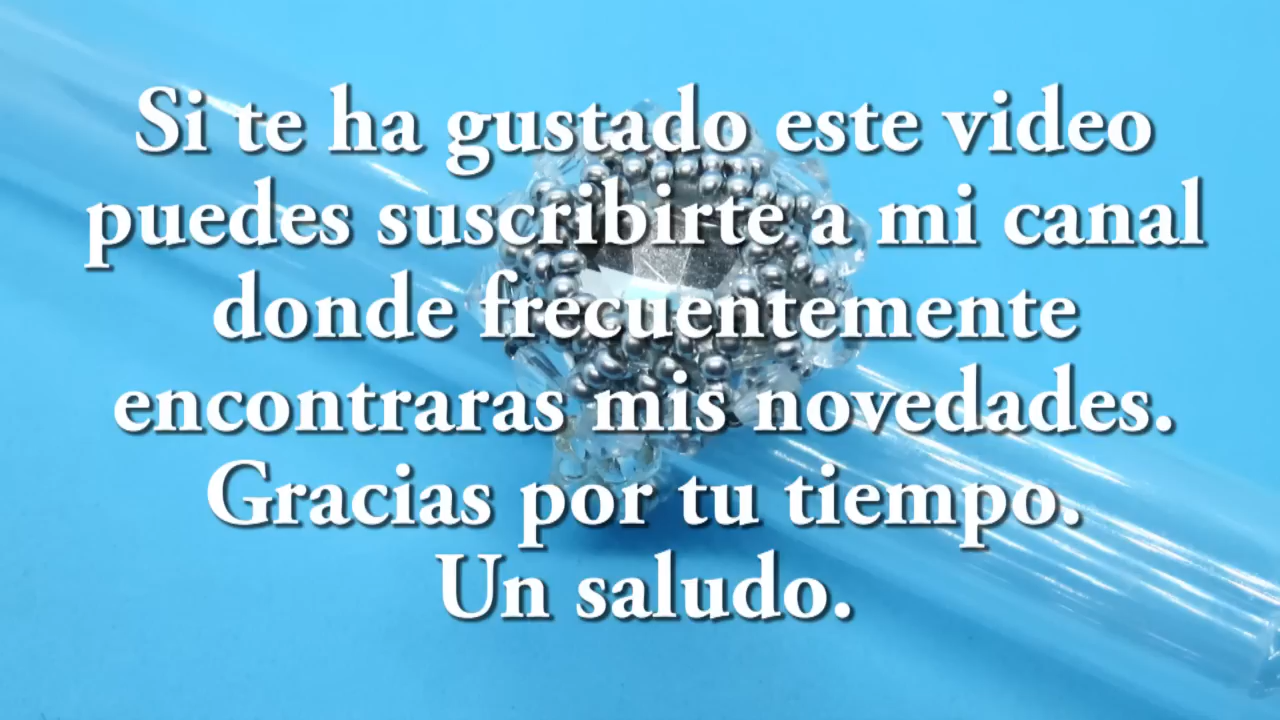 Si te ha gustado este video
puedes suscribirte a mi canal
donde frecuentemente
encontraras mis novedades.
Gracias por tu tiempo.
Un saludo.